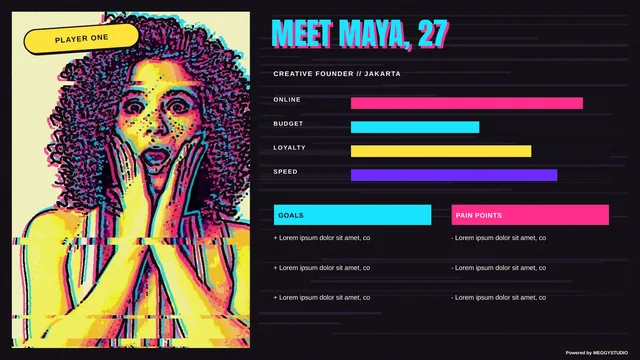 PLAYER ONE
MEET MAYA, 27
CREATIVE FOUNDER // JAKARTA
ONLINE
BUDGET
LOYALTY
SPEED
GOALS
+ Lorem ipsum dolor sit amet, co
+ Lorem ipsum dolor sit amet, co
+ Lorem ipsum dolor sit amet, co
PAIN POINTS
- Lorem ipsum dolor sit amet, co
- Lorem ipsum dolor sit amet, co
- Lorem ipsum dolor sit amet, co
Powered by MEGGYSTUDIO